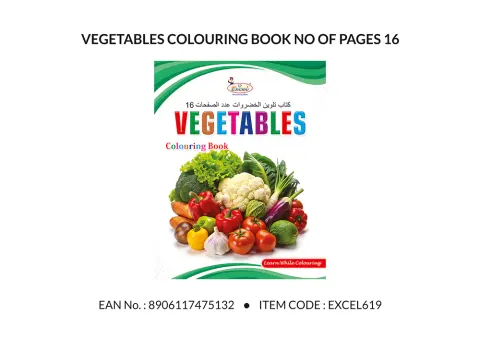 VEGETABLES COLOURING BOOK NO OF PAGES 16
Excel
كتاب تلوين الخضروات عدد الصفحات 16
VEGETABLES
Colouring Book
Learn While Colouring
EAN No. : 8906117475132 ● ITEM CODE : EXCEL619